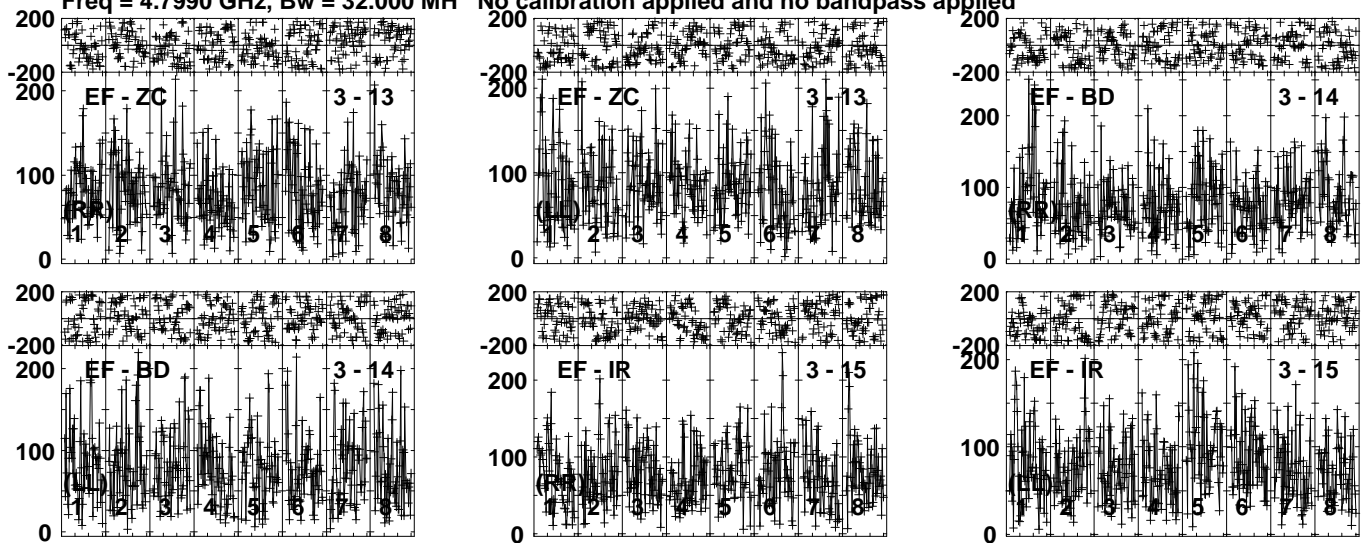 Freq = 4.7990 GHz, Bw = 32.000 MH No calibration applied and no bandpass applied
200
-200
200
EF - ZC 3 - 13
100
(RR)
1 2 3 4 5 6 7 8
0
200
-200
200
EF - ZC 3 - 13
100
(LL)
1 2 3 4 5 6 7 8
0
200
-200
200
EF - BD 3 - 14
100
(RR)
1 2 3 4 5 6 7 8
0
200
-200
200
EF - BD 3 - 14
100
(LL)
1 2 3 4 5 6 7 8
0
200
-200
200
EF - IR 3 - 15
100
(RR)
1 2 3 4 5 6 7 8
0
200
-200
200
EF - IR 3 - 15
100
(LL)
1 2 3 4 5 6 7 8
0